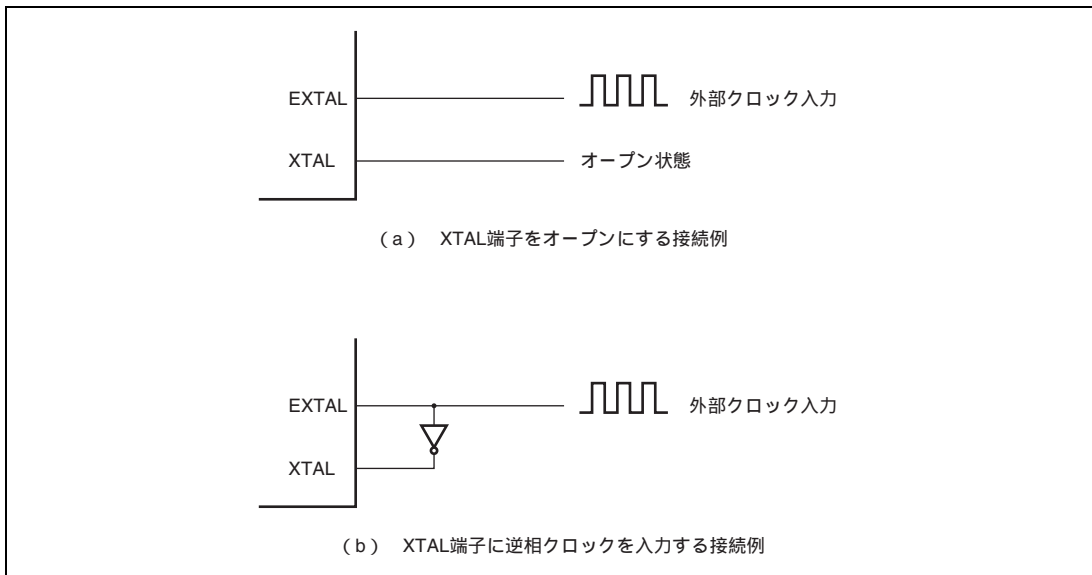 EXTAL 外部クロック入力
XTAL オープン状態
（a） XTAL端子をオープンにする接続例
EXTAL 外部クロック入力
XTAL
（b） XTAL端子に逆相クロックを入力する接続例